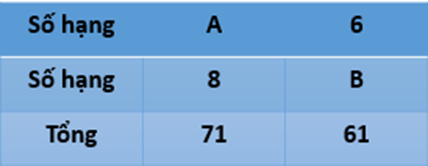 Số hạng A 6
Số hạng 8 B
Tổng 71 61